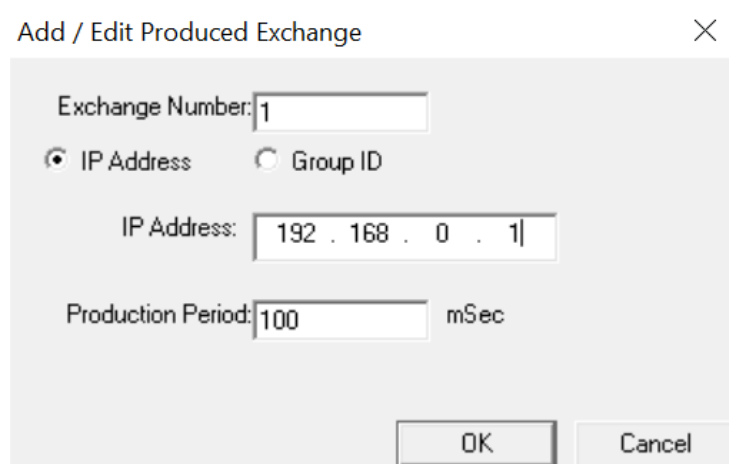 Add / Edit Produced Exchange
Exchange Number: 1
IP Address Group ID
IP Address: 192 . 168 . 0 . 1
Production Period: 100 mSec
OK Cancel